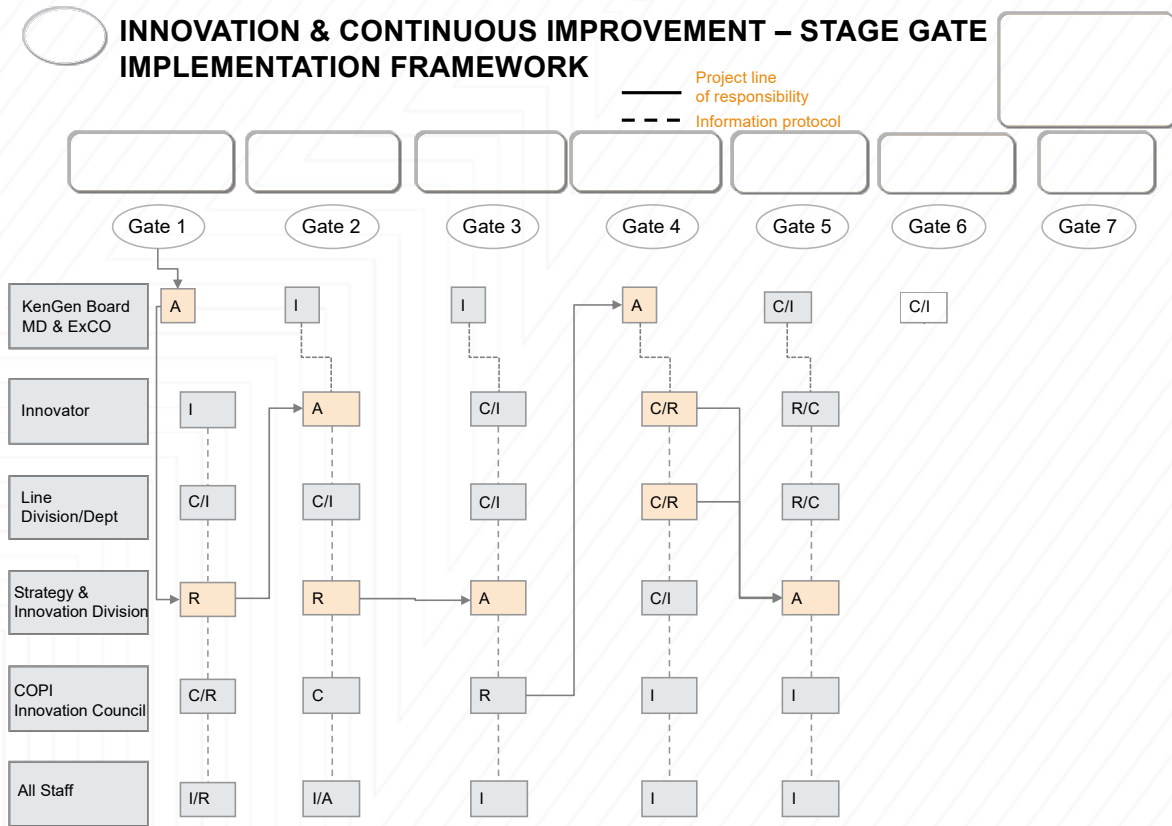 INNOVATION & CONTINUOUS IMPROVEMENT – STAGE GATE
IMPLEMENTATION FRAMEWORK
Project line
of responsibility
Information protocol
Gate 1 Gate 2 Gate 3 Gate 4 Gate 5 Gate 6 Gate 7
KenGen Board
MD & ExCO
A I I A C/I C/I
Innovator
I A C/I C/R R/C
Line
Division/Dept
C/I C/I C/I C/R R/C
Strategy &
Innovation Division
R R A C/I A
COPI
Innovation Council
C/R C R I I
All Staff
I/R I/A I I I